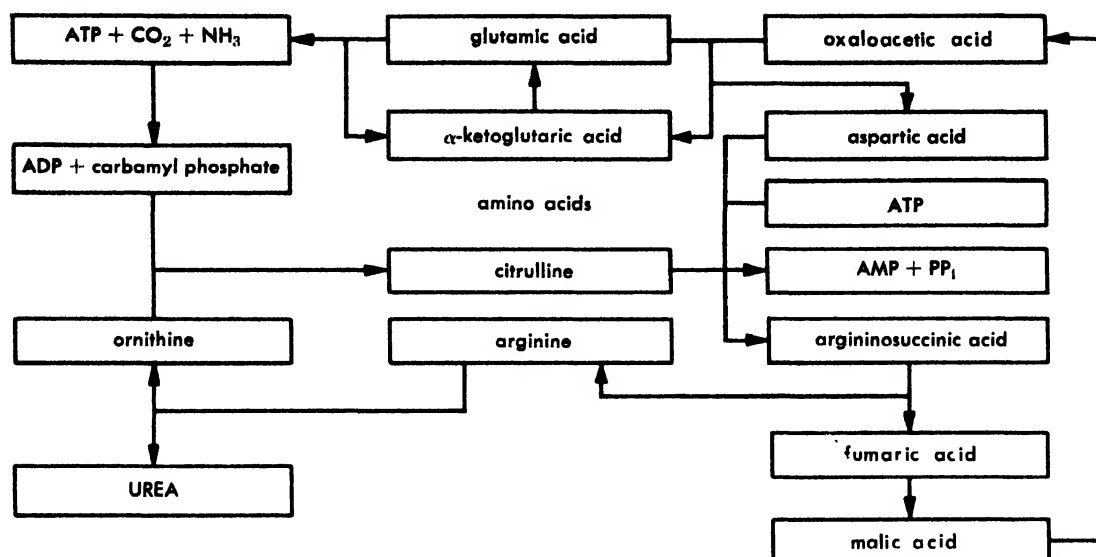 ATP + CO₂ + NH₃
glutamic acid
oxaloacetic acid
α-ketoglutaric acid
aspartic acid
ADP + carbamyl phosphate
amino acids
ATP
citrulline
AMP + PPᵢ
ornithine
arginine
argininosuccinic acid
fumaric acid
UREA
malic acid